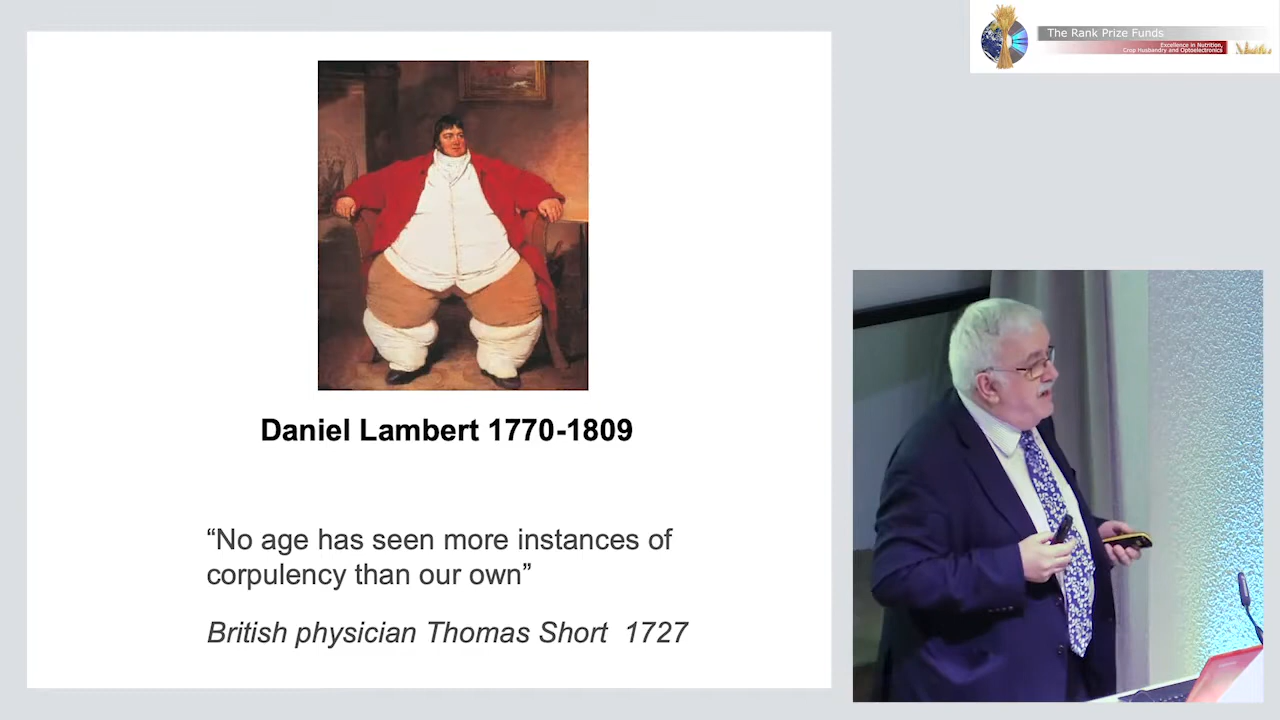 The Rank Prize Funds
Excellence in Nutrition,
Crop Husbandry and Optoelectronics
Daniel Lambert 1770-1809
“No age has seen more instances of
corpulency than our own”
British physician Thomas Short 1727